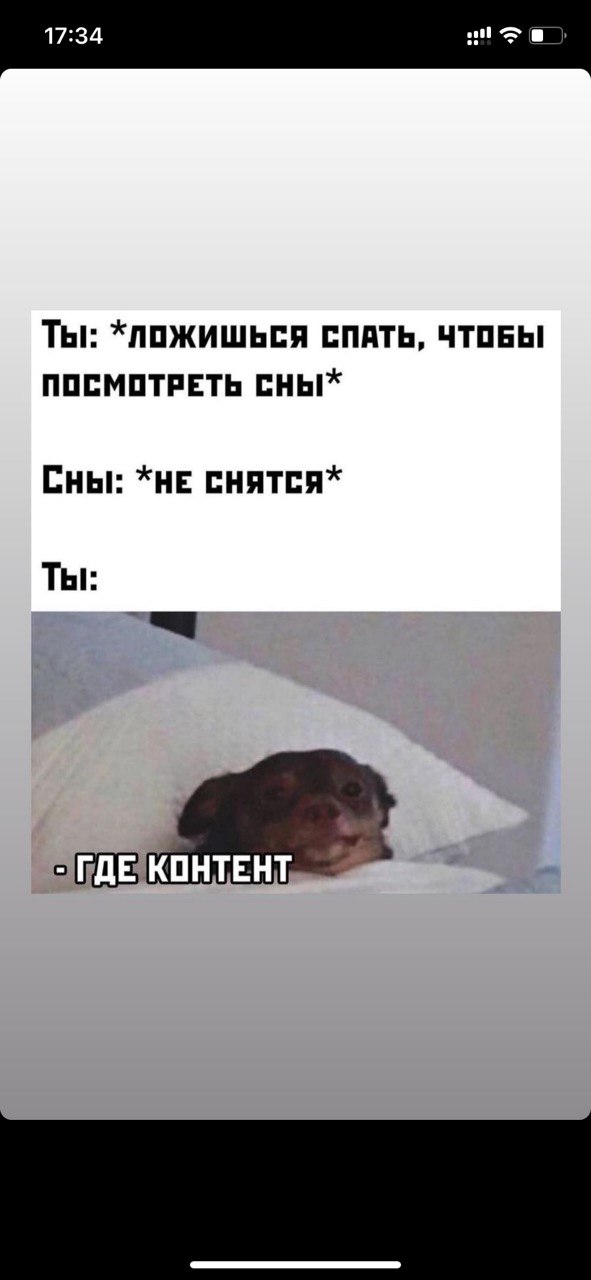 17:34
Ты: *ложишься спать, чтобы
посмотреть сны*
Сны: *не снятся*
Ты:
- ГДЕ КОНТЕНТ